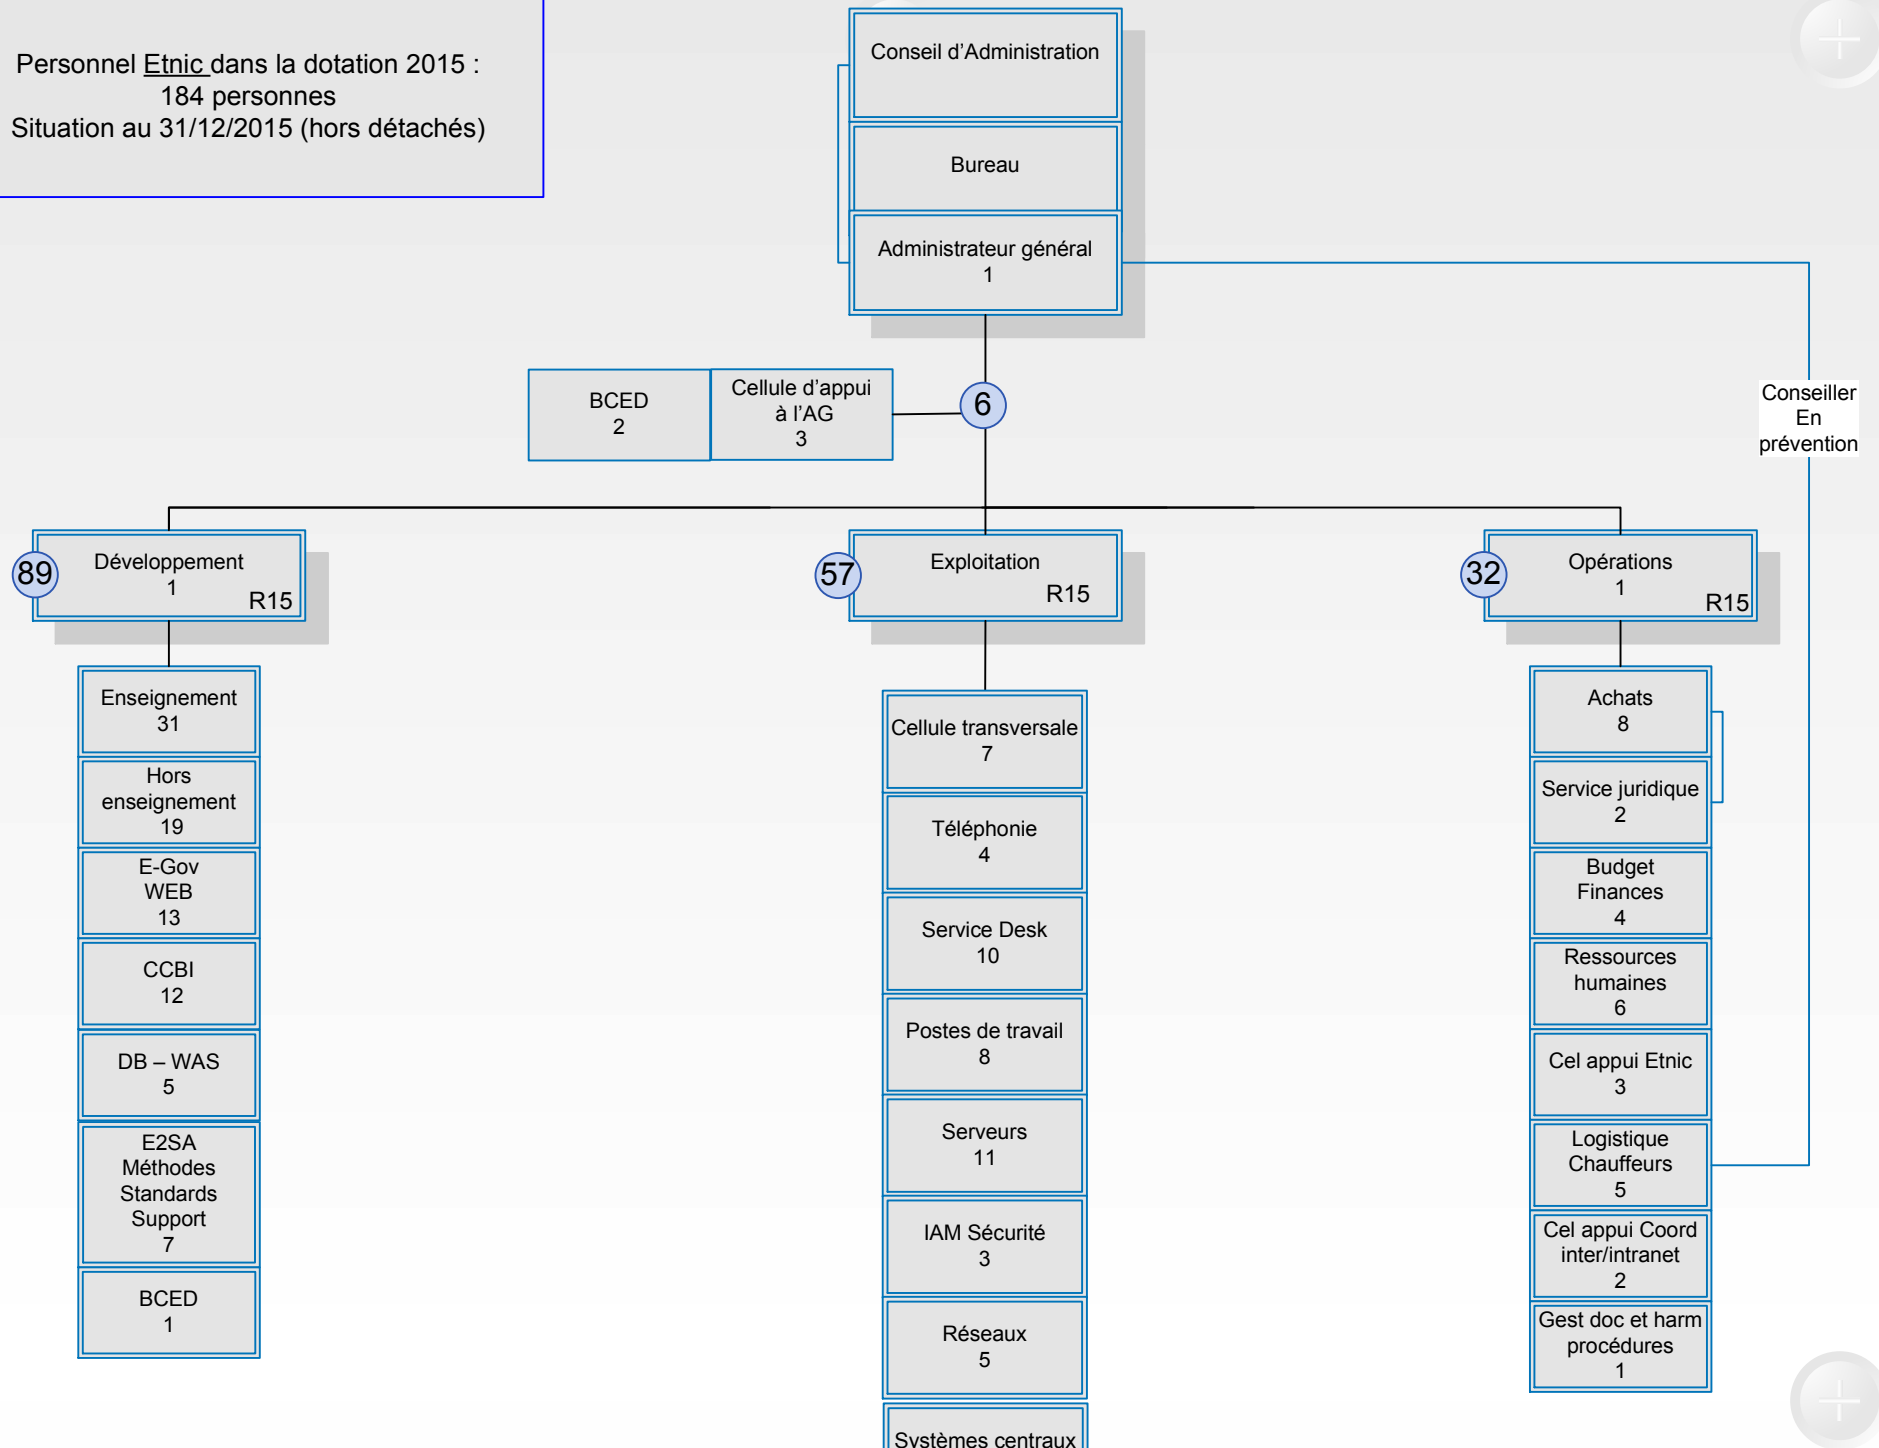 Personnel Etnic dans la dotation 2015 :
184 personnes
Situation au 31/12/2015 (hors détachés)
Conseil d’Administration
Bureau
Administrateur général
1
BCED
2
Cellule d’appui
à l’AG
3
6
Conseiller
En
prévention
89
Développement
1
R15
57
Exploitation
R15
32
Opérations
1
R15
Enseignement
31
Hors
enseignement
19
E-Gov
WEB
13
CCBI
12
DB – WAS
5
E2SA
Méthodes
Standards
Support
7
BCED
1
Cellule transversale
7
Téléphonie
4
Service Desk
10
Postes de travail
8
Serveurs
11
IAM Sécurité
3
Réseaux
5
Systèmes centraux
Achats
8
Service juridique
2
Budget
Finances
4
Ressources
humaines
6
Cel appui Etnic
3
Logistique
Chauffeurs
5
Cel appui Coord
inter/intranet
2
Gest doc et harm
procédures
1